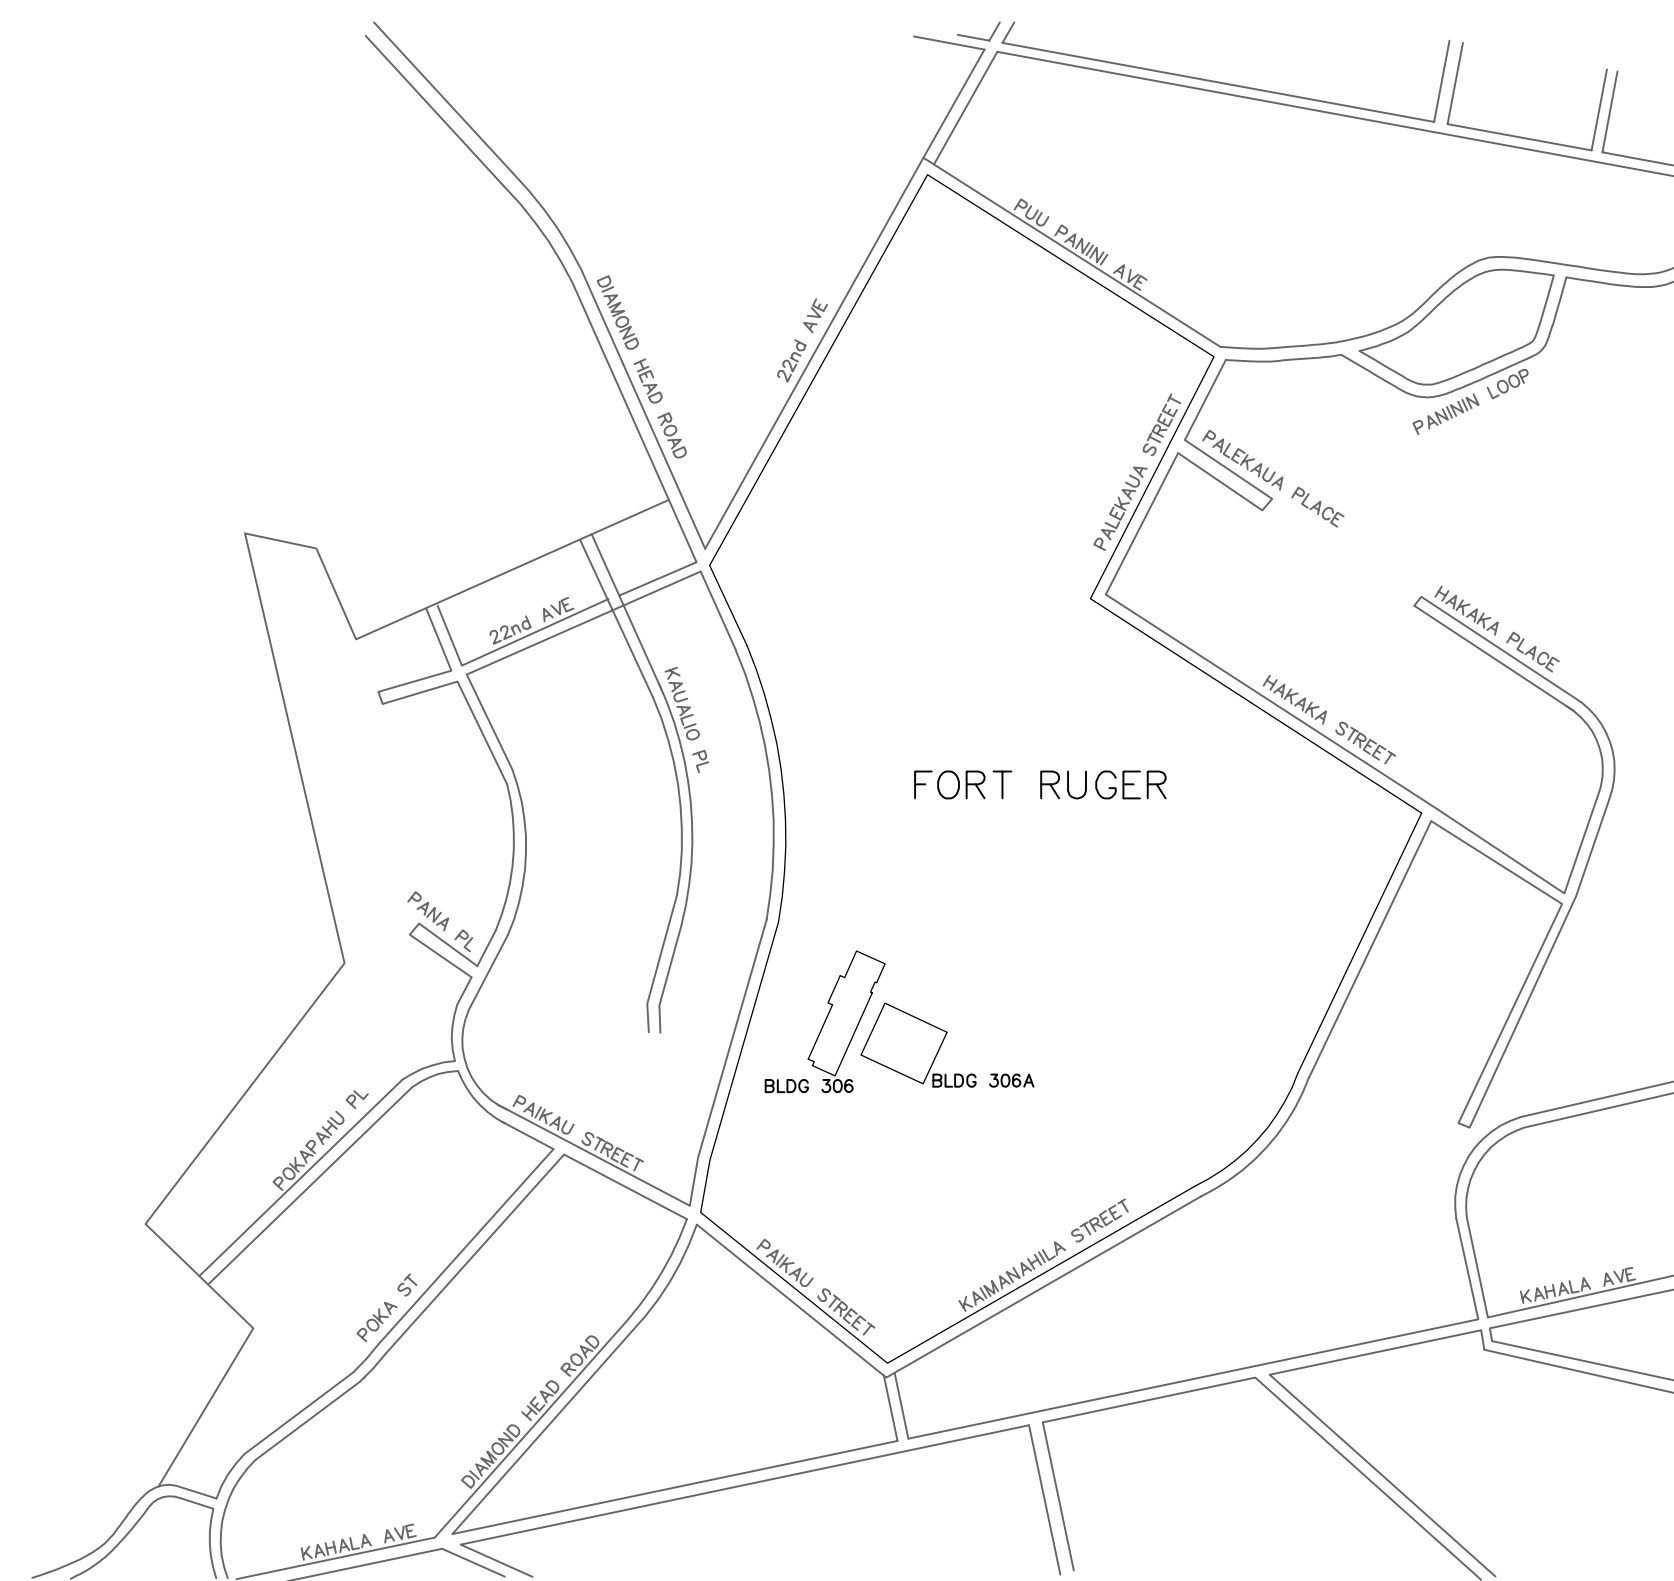 PUU PANINI AVE
DIAMOND HEAD ROAD
22nd AVE
PALEKAUA STREET
PANININ LOOP
PALEKAUA PLACE
22nd AVE
HAKAKA PLACE
KAUALIO PL
HAKAKA STREET
FORT RUGER
PANA PL
BLDG 306
BLDG 306A
POKAPAHU PL
PAIKAU STREET
PAIKAU STREET
KAIMANAHILA STREET
POKA ST
KAHALA AVE
DIAMOND HEAD ROAD
KAHALA AVE